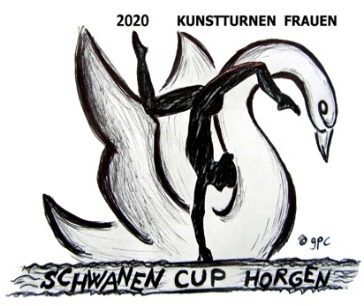 2020 KUNSTTURNEN FRAUEN
© gpc
SCHWANEN CUP HORGEN